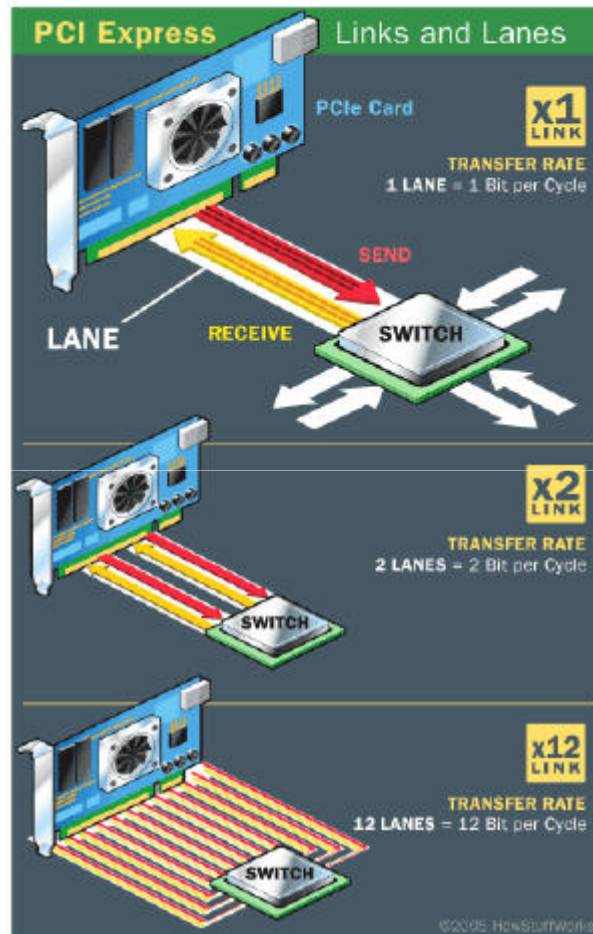 PCI Express Links and Lanes
PCIe Card
x1
LINK
TRANSFER RATE
1 LANE = 1 Bit per Cycle
SEND
LANE
RECEIVE
SWITCH
x2
LINK
TRANSFER RATE
2 LANES = 2 Bit per Cycle
SWITCH
x12
LINK
TRANSFER RATE
12 LANES = 12 Bit per Cycle
SWITCH
©2005 HowStuffWorks